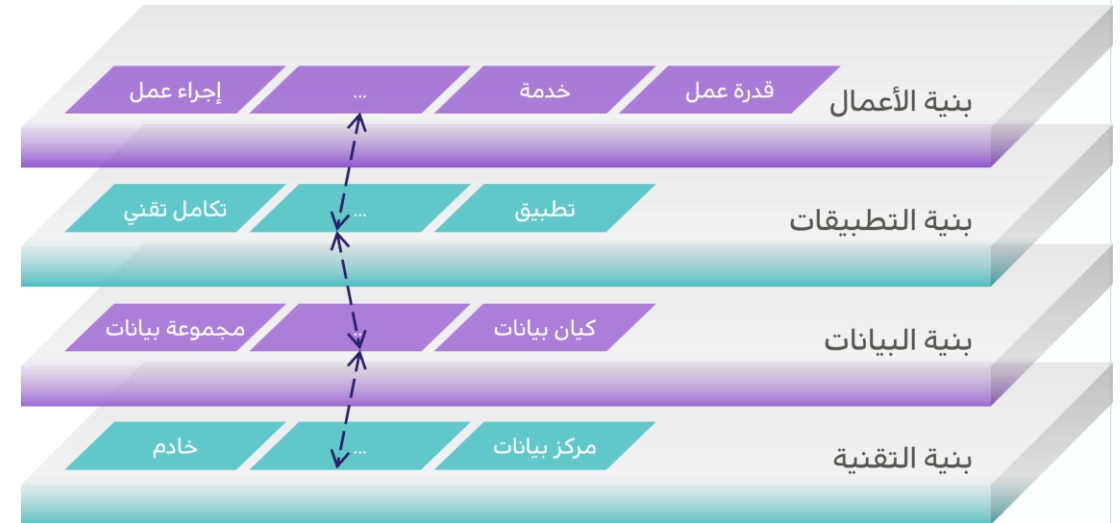 بنية الأعمال
قدرة عمل
خدمة
...
إجراء عمل
بنية التطبيقات
تطبيق
...
تكامل تقني
بنية البيانات
كيان بيانات
..
مجموعة بيانات
بنية التقنية
مركز بيانات
...
خادم